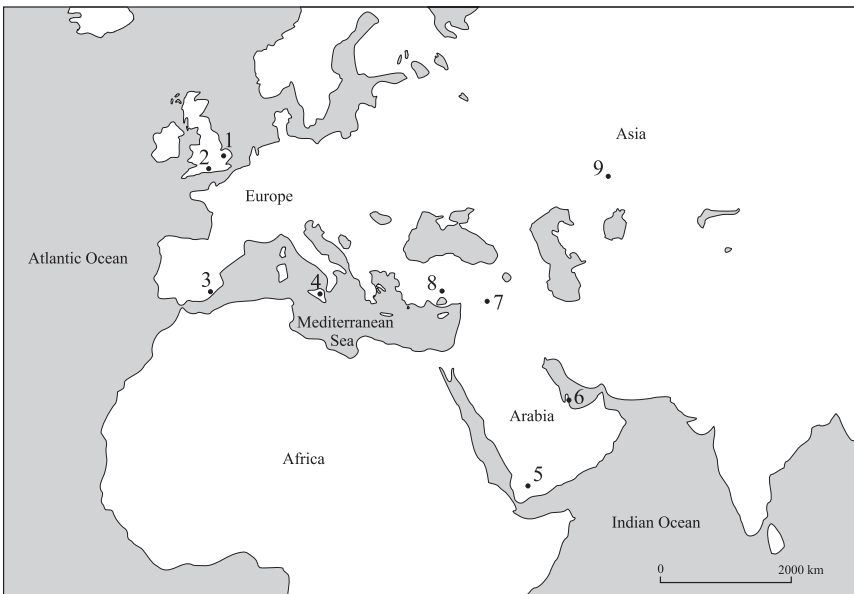 Asia
1
2
9
Europe
Atlantic Ocean
3
4
8
7
Mediterranean
Sea
6
Arabia
Africa
5
Indian Ocean
0
2000 km